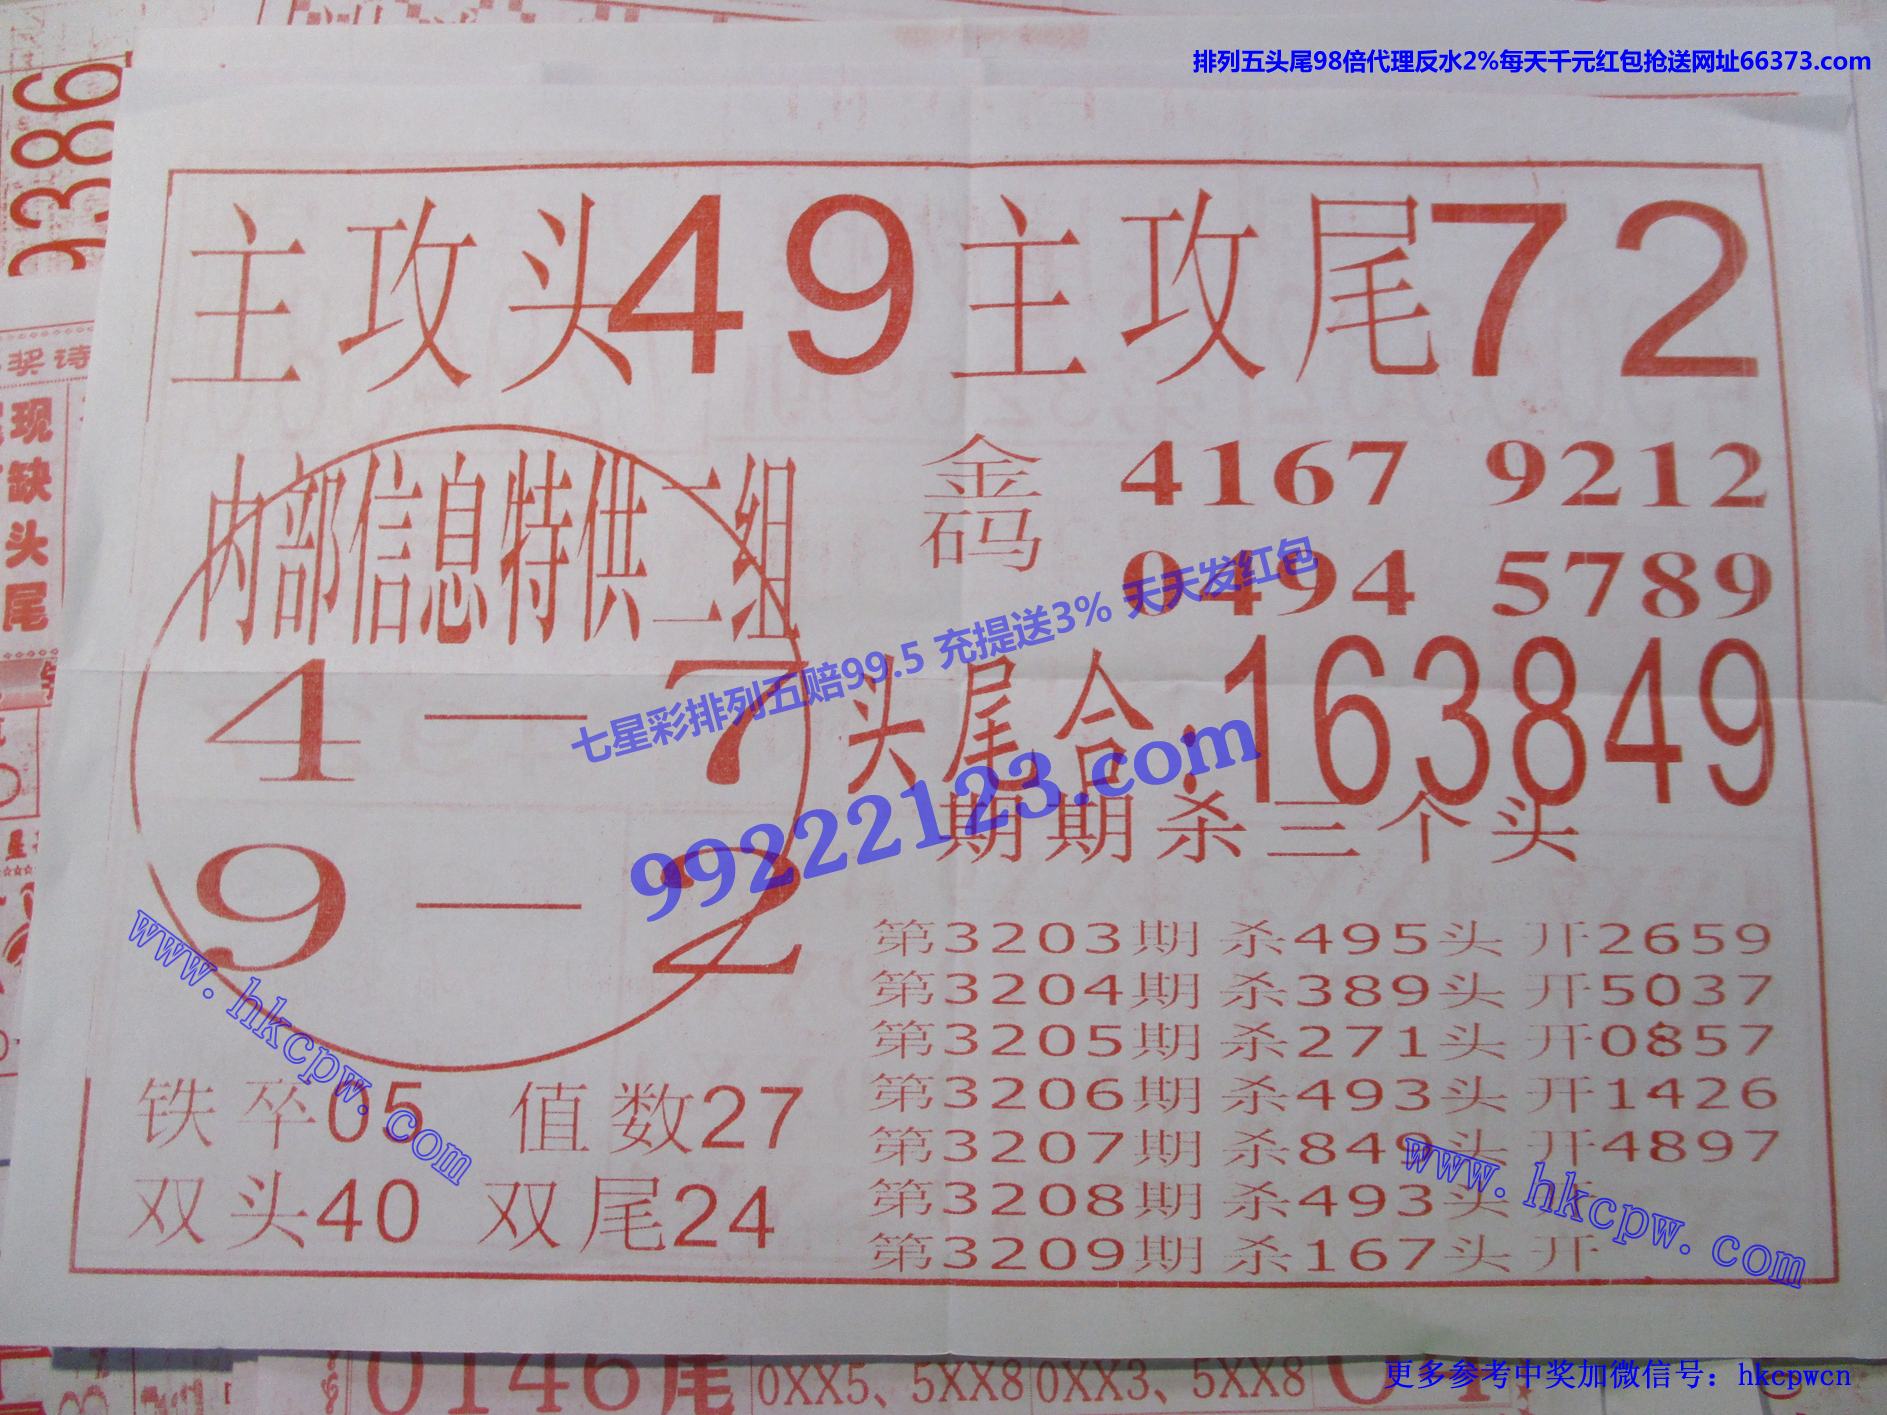 排列五头尾98倍代理反水2%每天千元红包抢送网址66373.com
9386
主攻头49 主攻尾72
内部信息特供二组
4—7
9—2
金码 4167 9212
0494 5789
七星彩排列五赔99.5 充提送3% 天天发红包
99222123.com
头尾合:163849
期期杀三个头
第3203期 杀495头 开2659
第3204期 杀389头 开5037
第3205期 杀271头 开0857
第3206期 杀493头 开1426
第3207期 杀849头 开4897
第3208期 杀493头 开
第3209期 杀167头 开
铁卒05 值数27
双头40 双尾24
www.hkcpw.com
www.hkcpw.com
奖诗
现缺头尾
0146尾 0XX5、5XX8 0XX3、5XX8
更多参考中奖加微信号：hkcpwcn